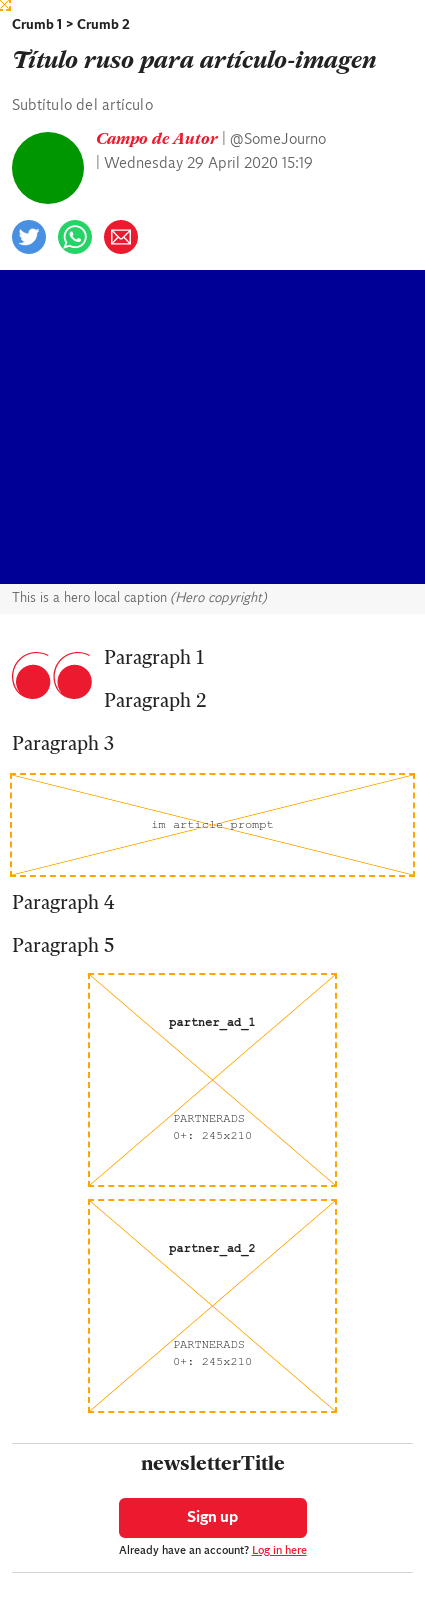 Crumb 1 > Crumb 2
Título ruso para artículo-imagen
Subtítulo del artículo
Campo de Autor | @SomeJourno
| Wednesday 29 April 2020 15:19
This is a hero local caption (Hero copyright)
Paragraph 1
Paragraph 2
Paragraph 3
im article prompt
Paragraph 4
Paragraph 5
partner_ad_1
PARTNERADS
0+: 245x210
partner_ad_2
PARTNERADS
0+: 245x210
newsletterTitle
Sign up
Already have an account? Log in here